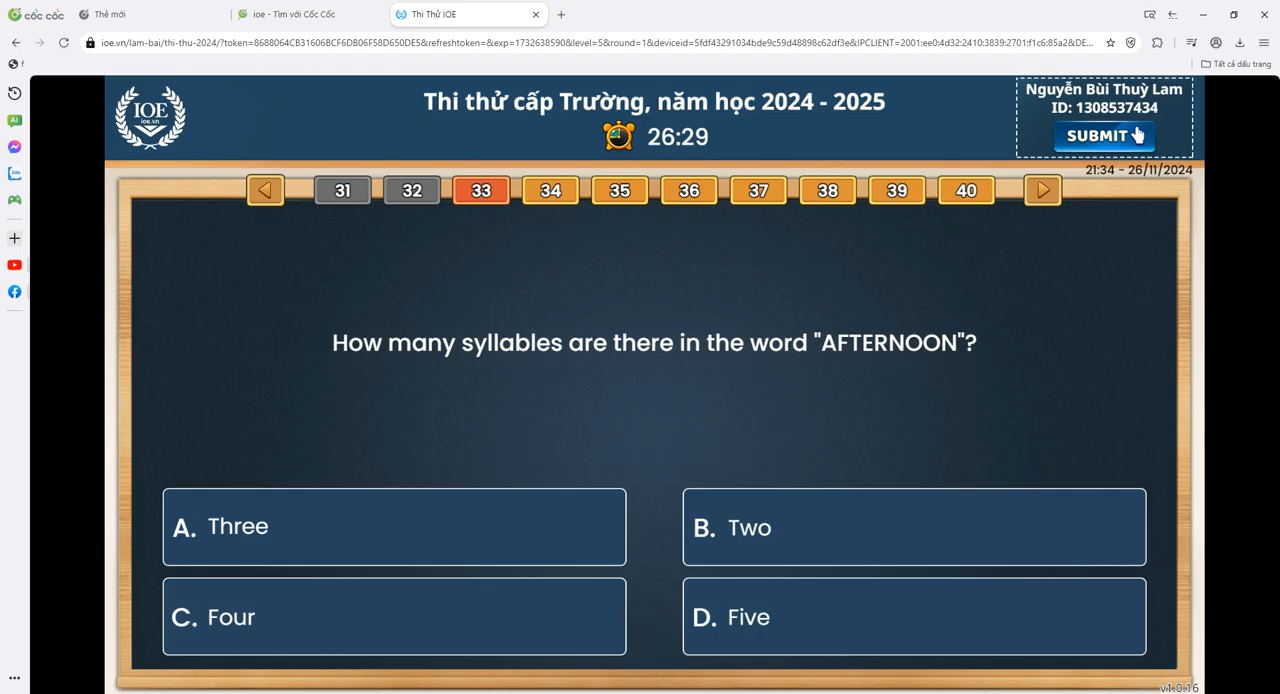 cốc cốc
Thẻ mới
ioe - Tìm với Cốc Cốc
Thi Thử IOE
ioe.vn/lam-bai/thi-thu-2024/?token=8688064CB31606BCF6DB06F58D650DE5&refreshtoken=&exp=1732638590&level=5&round=1&deviceid=5fdf43291034bde9c59d48898c62df3e&IPCLIENT=2001:ee0:4d32:2410:3839:2701:f1c6:85a2&DE...
f
Tất cả dấu trang
IOE
ioe.vn
Thi thử cấp Trường, năm học 2024 - 2025
26:29
Nguyễn Bùi Thuỳ Lam
ID: 1308537434
SUBMIT
21:34 - 26/11/2024
31 32 33 34 35 36 37 38 39 40
How many syllables are there in the word "AFTERNOON"?
A. Three
B. Two
C. Four
D. Five
v1.0.16
AI
Zalo